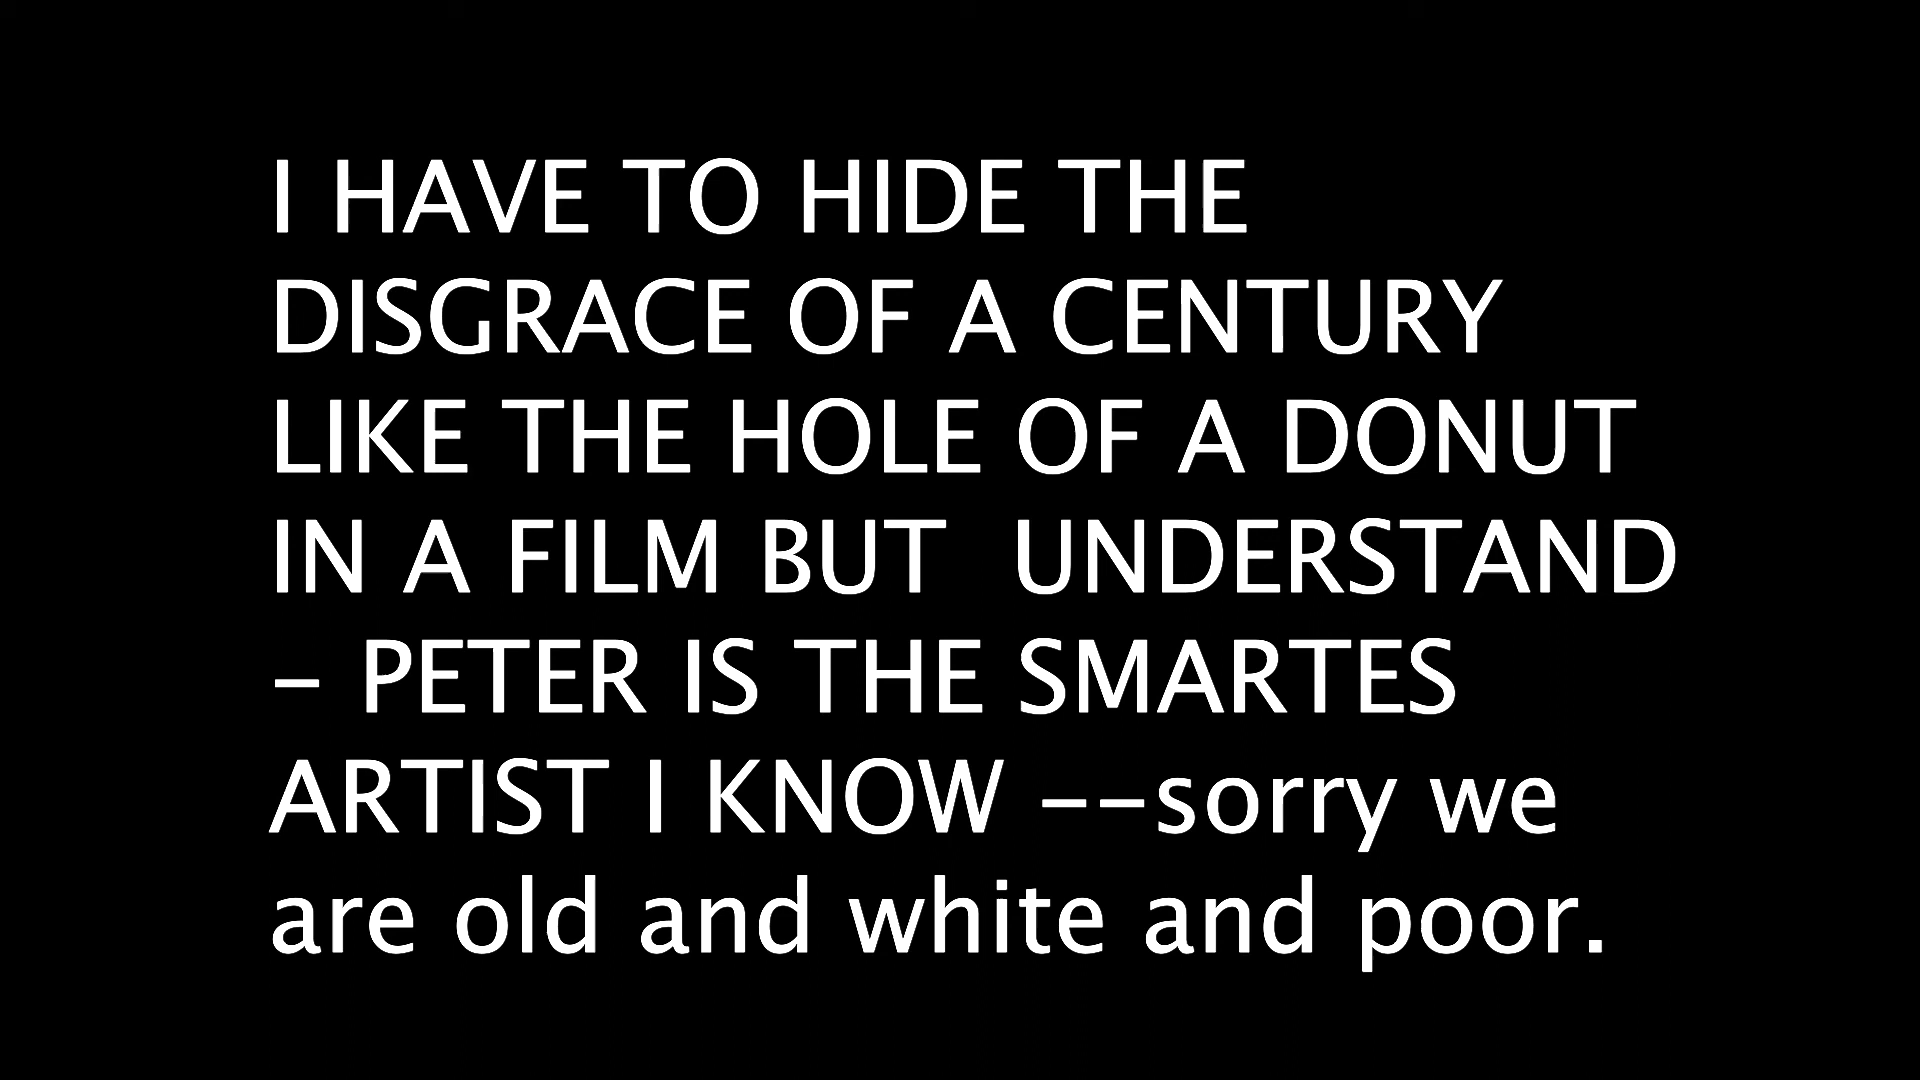 I HAVE TO HIDE THE
DISGRACE OF A CENTURY
LIKE THE HOLE OF A DONUT
IN A FILM BUT  UNDERSTAND
- PETER IS THE SMARTES
ARTIST I KNOW --sorry we
are old and white and poor.